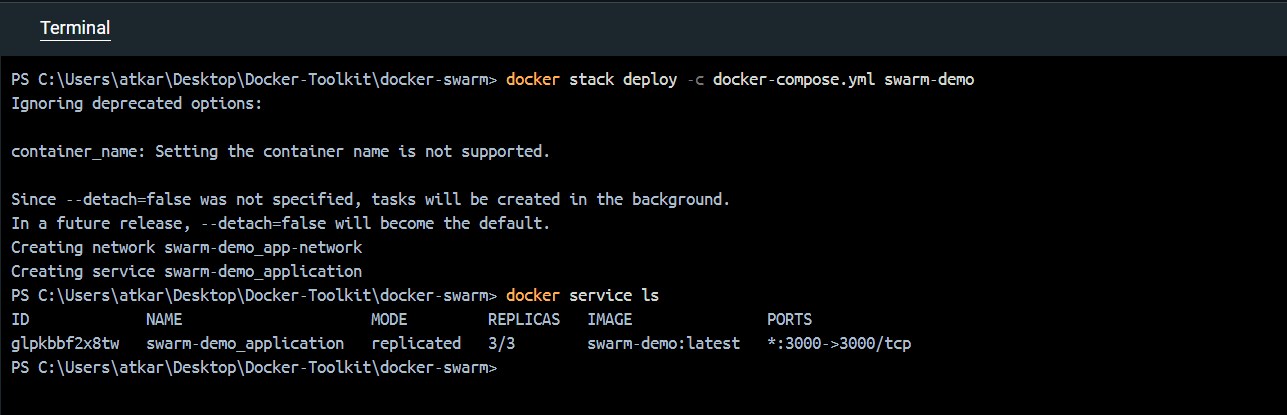 Terminal
PS C:\Users\atkar\Desktop\Docker-Toolkit\docker-swarm> docker stack deploy -c docker-compose.yml swarm-demo
Ignoring deprecated options:
container_name: Setting the container name is not supported.
Since --detach=false was not specified, tasks will be created in the background.
In a future release, --detach=false will become the default.
Creating network swarm-demo_app-network
Creating service swarm-demo_application
PS C:\Users\atkar\Desktop\Docker-Toolkit\docker-swarm> docker service ls
ID NAME MODE REPLICAS IMAGE PORTS
glpkbbf2x8tw swarm-demo_application replicated 3/3 swarm-demo:latest *:3000->3000/tcp
PS C:\Users\atkar\Desktop\Docker-Toolkit\docker-swarm>